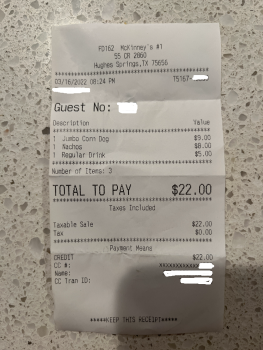 FD162 McKinney's #1
55 CR 2060
Hughes Springs,TX 75656
03/16/2022 08:24 PM T5167-
Guest No:
Description Value
1 Jumbo Corn Dog $9.00
1 Nachos $8.00
1 Regular Drink $5.00
Number of Items: 3
TOTAL TO PAY $22.00
Taxes Included
Taxable Sale $22.00
Tax $0.00
Payment Means
CREDIT $22.00
CC #:
Name:
CC Tran ID:
*****KEEP THIS RECEIPT*****